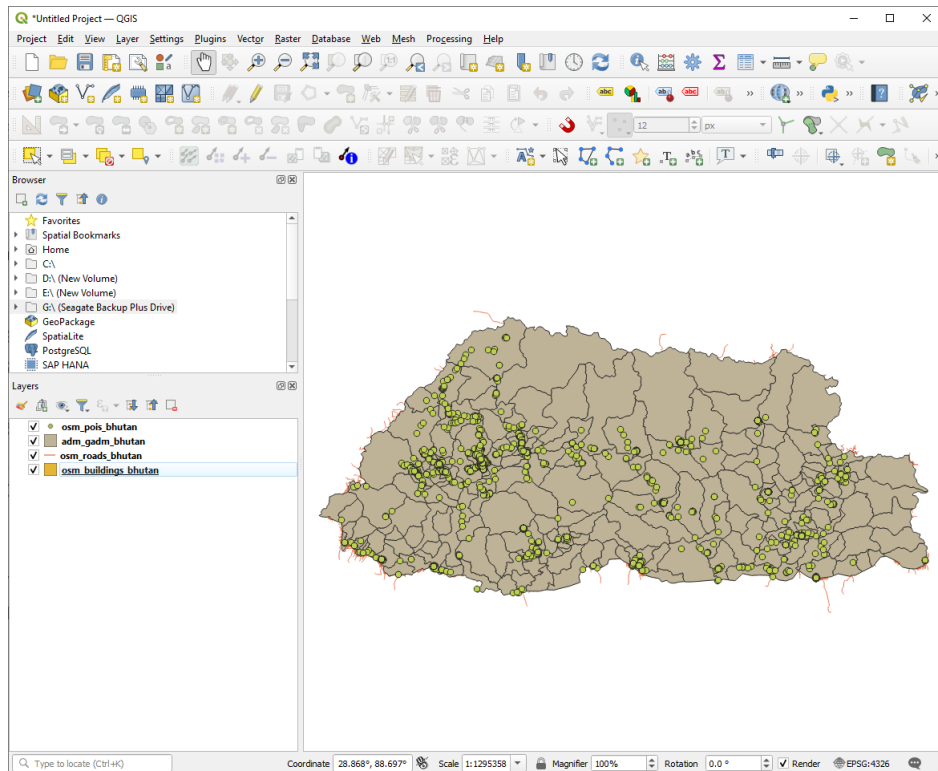 *Untitled Project — QGIS
Project Edit View Layer Settings Plugins Vector Raster Database Web Mesh Processing Help
abc abc
12 px
T
Browser
Favorites
Spatial Bookmarks
Home
C:\
D:\ (New Volume)
E:\ (New Volume)
G:\ (Seagate Backup Plus Drive)
GeoPackage
SpatiaLite
PostgreSQL
SAP HANA
Layers
osm_pois_bhutan
adm_gadm_bhutan
osm_roads_bhutan
osm_buildings_bhutan
Type to locate (Ctrl+K) Coordinate 28.868°, 88.697° Scale 1:1295358 Magnifier 100% Rotation 0.0 ° Render EPSG:4326